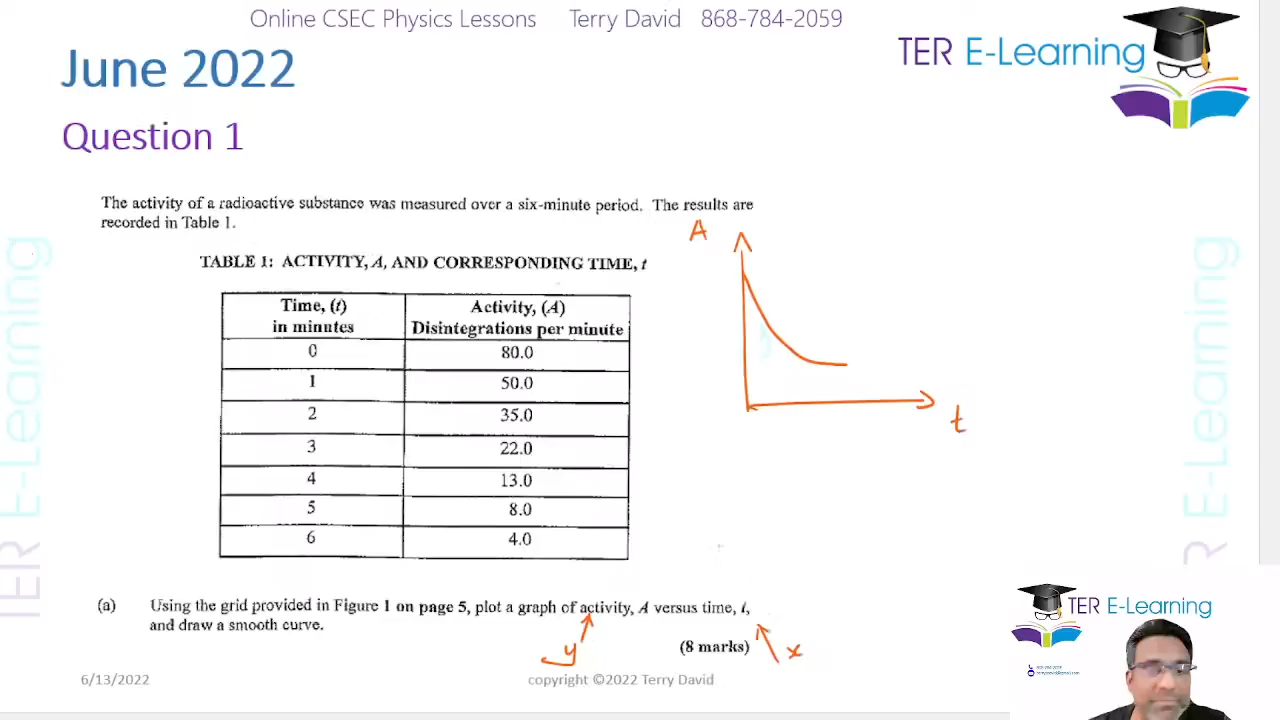 Online CSEC Physics Lessons Terry David 868-784-2059
TER E-Learning
June 2022
Question 1
The activity of a radioactive substance was measured over a six-minute period. The results are
recorded in Table 1.
TABLE 1: ACTIVITY, A, AND CORRESPONDING TIME, t
Time, (t)
in minutes
Activity, (A)
Disintegrations per minute
0 80.0
1 50.0
2 35.0
3 22.0
4 13.0
5 8.0
6 4.0
A
t
(a) Using the grid provided in Figure 1 on page 5, plot a graph of activity, A versus time, t,
and draw a smooth curve.
(8 marks)
y
x
6/13/2022
copyright ©2022 Terry David
TER E-Learning
TER E-Learning
TER E-Learning